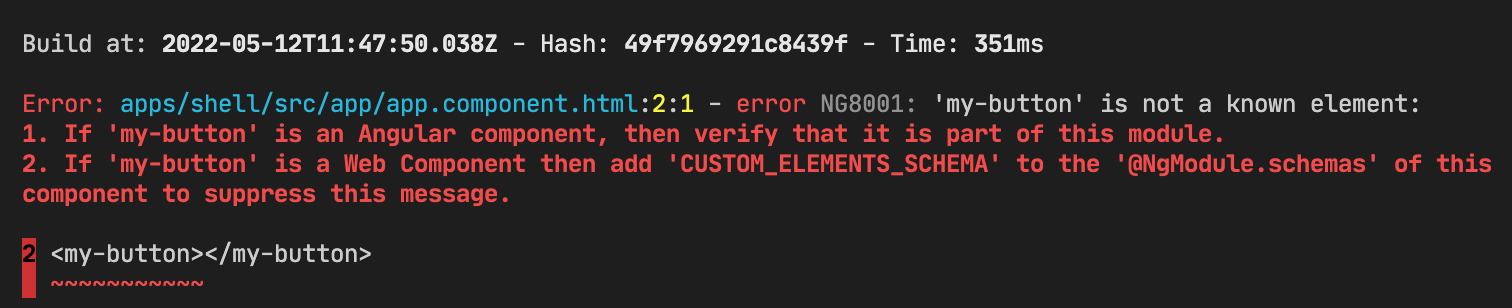 Build at: 2022-05-12T11:47:50.038Z - Hash: 49f7969291c8439f - Time: 351ms
Error: apps/shell/src/app/app.component.html:2:1 - error NG8001: 'my-button' is not a known element:
1. If 'my-button' is an Angular component, then verify that it is part of this module.
2. If 'my-button' is a Web Component then add 'CUSTOM_ELEMENTS_SCHEMA' to the '@NgModule.schemas' of this
component to suppress this message.
2 <my-button></my-button>
~~~~~~~~~~~